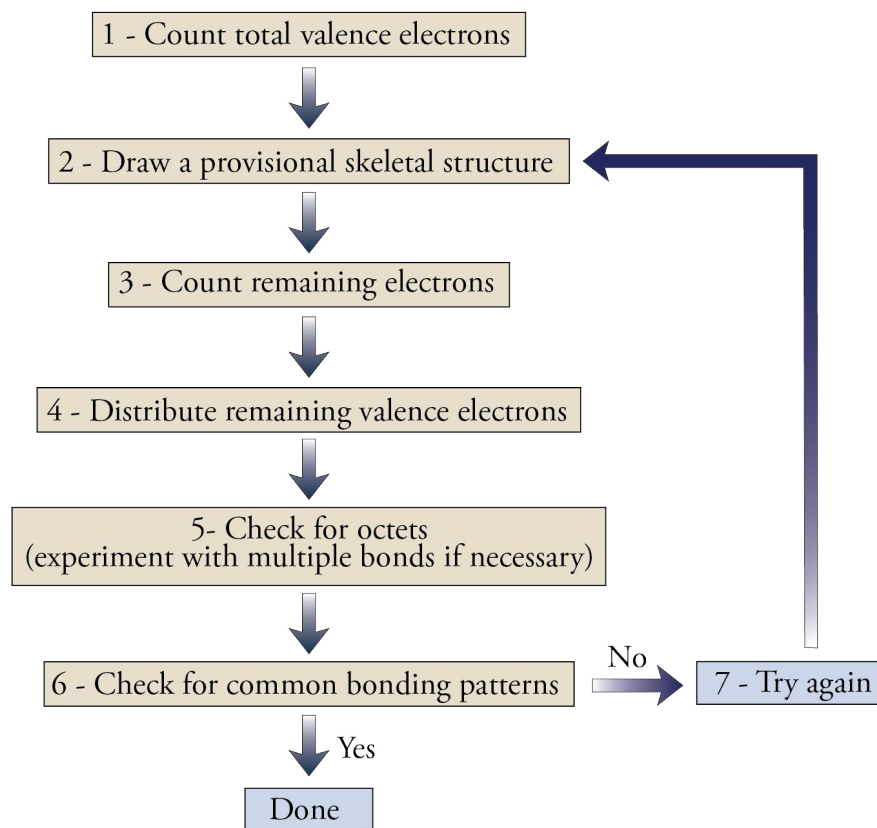 1 - Count total valence electrons
2 - Draw a provisional skeletal structure
3 - Count remaining electrons
4 - Distribute remaining valence electrons
5- Check for octets
(experiment with multiple bonds if necessary)
6 - Check for common bonding patterns
No
7 - Try again
Yes
Done